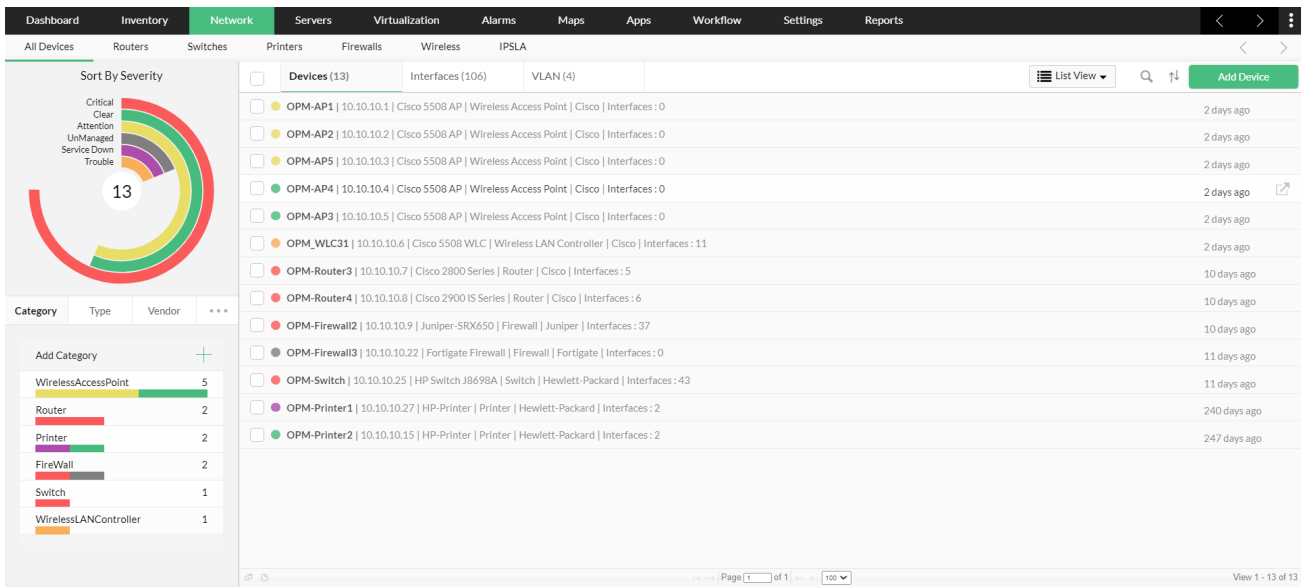 Dashboard Inventory Network Servers Virtualization Alarms Maps Apps Workflow Settings Reports
All Devices Routers Switches Printers Firewalls Wireless IPSLA
Sort By Severity
Critical
Clear
Attention
UnManaged
Service Down
Trouble
13
Category Type Vendor
Add Category
WirelessAccessPoint 5
Router 2
Printer 2
FireWall 2
Switch 1
WirelessLANController 1
Devices (13) Interfaces (106) VLAN (4) List View Add Device
OPM-AP1 | 10.10.10.1 | Cisco 5508 AP | Wireless Access Point | Cisco | Interfaces : 0 2 days ago
OPM-AP2 | 10.10.10.2 | Cisco 5508 AP | Wireless Access Point | Cisco | Interfaces : 0 2 days ago
OPM-AP5 | 10.10.10.3 | Cisco 5508 AP | Wireless Access Point | Cisco | Interfaces : 0 2 days ago
OPM-AP4 | 10.10.10.4 | Cisco 5508 AP | Wireless Access Point | Cisco | Interfaces : 0 2 days ago
OPM-AP3 | 10.10.10.5 | Cisco 5508 AP | Wireless Access Point | Cisco | Interfaces : 0 2 days ago
OPM_WLC31 | 10.10.10.6 | Cisco 5508 WLC | Wireless LAN Controller | Cisco | Interfaces : 11 2 days ago
OPM-Router3 | 10.10.10.7 | Cisco 2800 Series | Router | Cisco | Interfaces : 5 10 days ago
OPM-Router4 | 10.10.10.8 | Cisco 2900 IS Series | Router | Cisco | Interfaces : 6 10 days ago
OPM-Firewall2 | 10.10.10.9 | Juniper-SRX650 | Firewall | Juniper | Interfaces : 37 10 days ago
OPM-Firewall3 | 10.10.10.22 | Fortigate Firewall | Firewall | Fortigate | Interfaces : 0 11 days ago
OPM-Switch | 10.10.10.25 | HP Switch J8698A | Switch | Hewlett-Packard | Interfaces : 43 11 days ago
OPM-Printer1 | 10.10.10.27 | HP-Printer | Printer | Hewlett-Packard | Interfaces : 2 240 days ago
OPM-Printer2 | 10.10.10.15 | HP-Printer | Printer | Hewlett-Packard | Interfaces : 2 247 days ago
Page 1 of 1 100 View 1 - 13 of 13